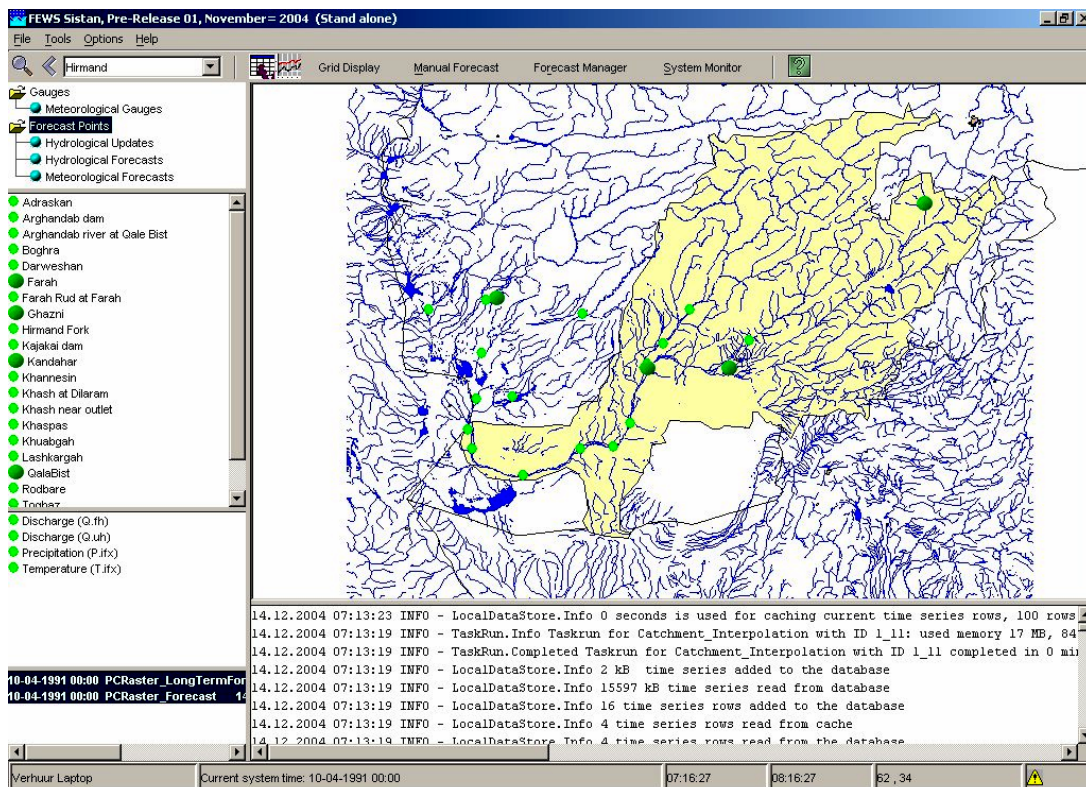 FEWS Sistan, Pre-Release 01, November= 2004 (Stand alone)
File Tools Options Help
Hirmand
Grid Display Manual Forecast Forecast Manager System Monitor
Gauges
Meteorological Gauges
Forecast Points
Hydrological Updates
Hydrological Forecasts
Meteorological Forecasts
Adraskan
Arghandab dam
Arghandab river at Qale Bist
Boghra
Darweshan
Farah
Farah Rud at Farah
Ghazni
Hirmand Fork
Kajakai dam
Kandahar
Khannesin
Khash at Dilaram
Khash near outlet
Khaspas
Khuabgah
Lashkargah
QalaBist
Rodbare
Discharge (Q.fh)
Discharge (Q.uh)
Precipitation (P.ifx)
Temperature (T.ifx)
10-04-1991 00:00 PCRaster_LongTermFor
10-04-1991 00:00 PCRaster_Forecast 14
14.12.2004 07:13:23 INFO - LocalDataStore.Info 0 seconds is used for caching current time series rows, 100 rows
14.12.2004 07:13:19 INFO - TaskRun.Info Taskrun for Catchment_Interpolation with ID 1_11: used memory 17 MB, 84
14.12.2004 07:13:19 INFO - TaskRun.Completed Taskrun for Catchment_Interpolation with ID 1_11 completed in 0 min
14.12.2004 07:13:19 INFO - LocalDataStore.Info 2 kB time series added to the database
14.12.2004 07:13:19 INFO - LocalDataStore.Info 15597 kB time series read from database
14.12.2004 07:13:19 INFO - LocalDataStore.Info 16 time series rows added to the database
14.12.2004 07:13:19 INFO - LocalDataStore.Info 4 time series rows read from cache
14.12.2004 07:13:19 INFO - LocalDataStore.Info 4 time series rows read from database
Verhuur Laptop Current system time: 10-04-1991 00:00 07:16:27 08:16:27 62 , 34